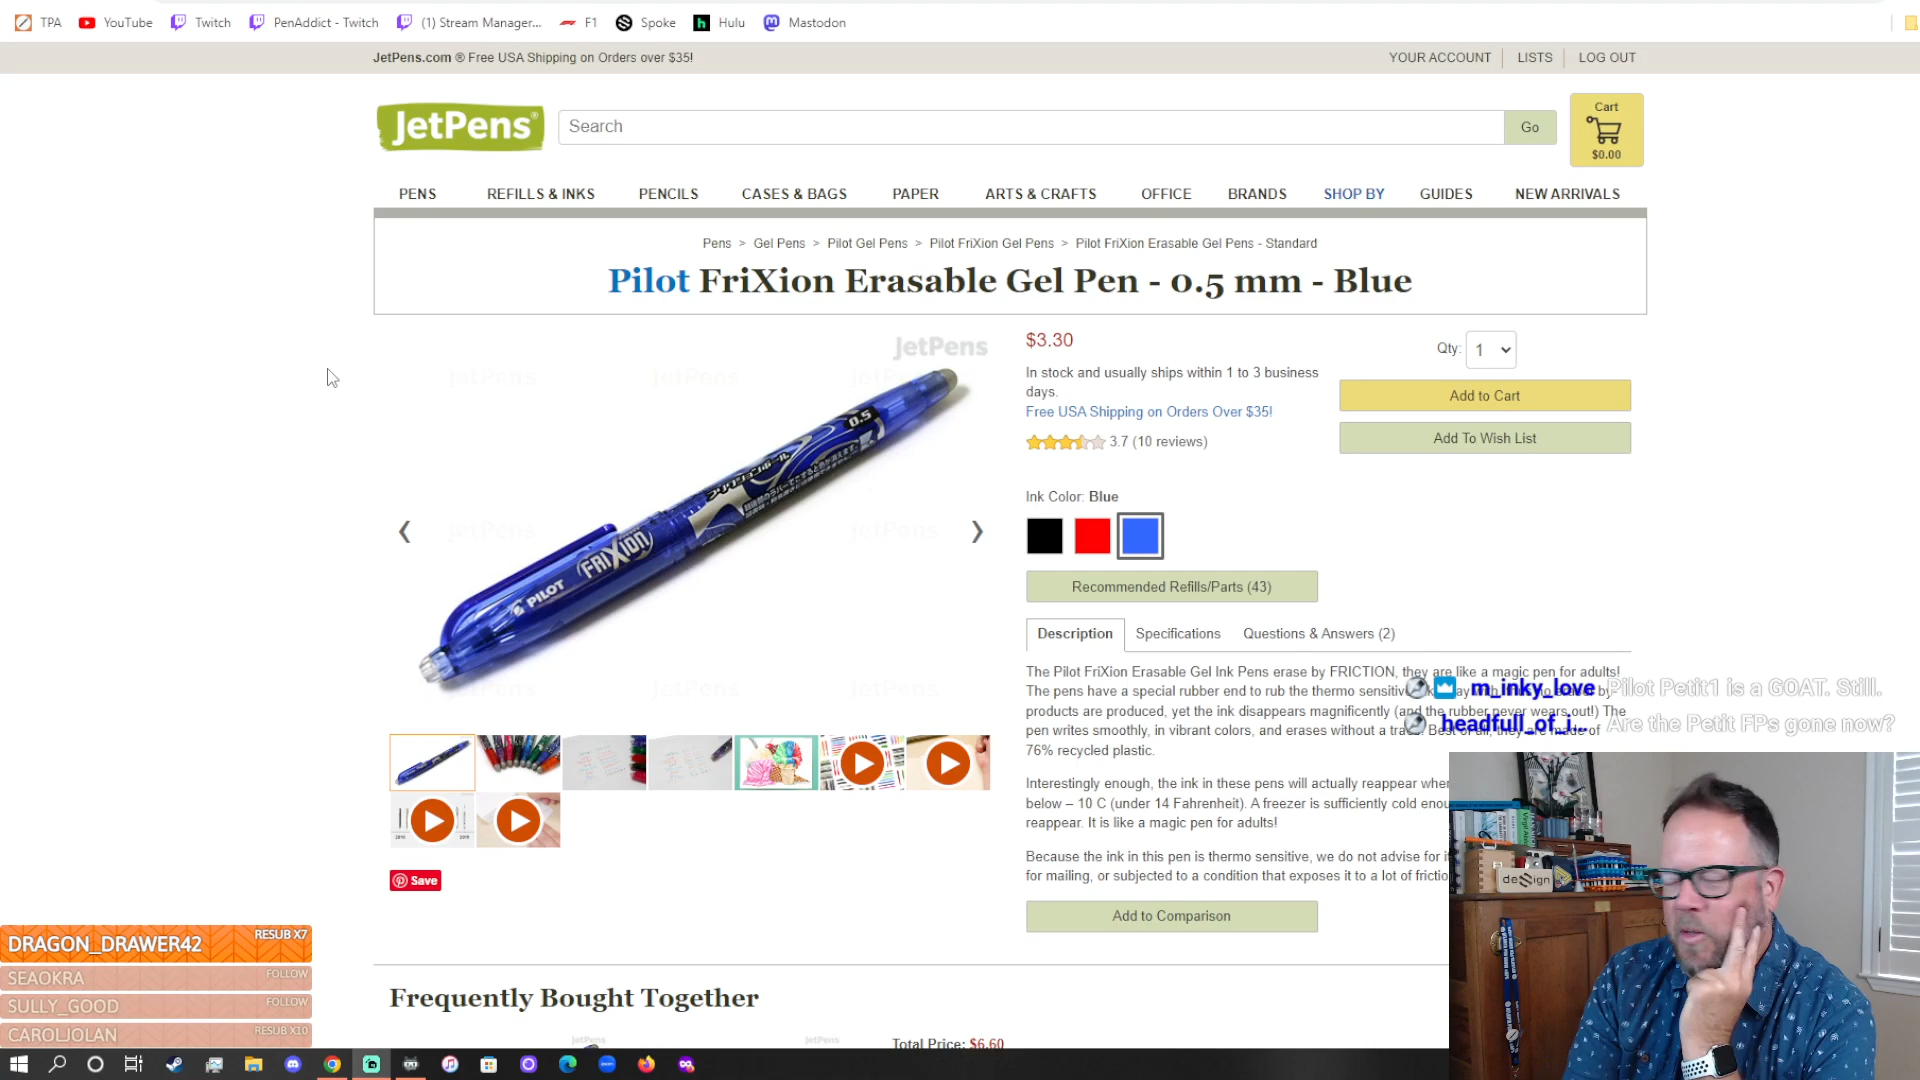 TPA YouTube Twitch PenAddict - Twitch (1) Stream Manager... F1 Spoke Hulu Mastodon
JetPens.com ® Free USA Shipping on Orders over $35!
YOUR ACCOUNT LISTS LOG OUT
JetPens®
Search
Go
Cart
$0.00
PENS REFILLS & INKS PENCILS CASES & BAGS PAPER ARTS & CRAFTS OFFICE BRANDS SHOP BY GUIDES NEW ARRIVALS
Pens > Gel Pens > Pilot Gel Pens > Pilot FriXion Gel Pens > Pilot FriXion Erasable Gel Pens - Standard
Pilot FriXion Erasable Gel Pen - 0.5 mm - Blue
JetPens
0.5
FRIXION
PILOT
$3.30
In stock and usually ships within 1 to 3 business
days.
Free USA Shipping on Orders Over $35!
3.7 (10 reviews)
Qty: 1
Add to Cart
Add To Wish List
Ink Color: Blue
Recommended Refills/Parts (43)
Description Specifications Questions & Answers (2)
The Pilot FriXion Erasable Gel Ink Pens erase by FRICTION, they are like a magic pen for adults!
The pens have a special rubber end to rub the thermo sensitive by
products are produced, yet the ink disappears magnificently (and the rubber never wears out!) The
pen writes smoothly, in vibrant colors, and erases without a trace. Best of all, they are made of
76% recycled plastic.
Interestingly enough, the ink in these pens will actually reappear when
below – 10 C (under 14 Fahrenheit). A freezer is sufficiently cold
reappear. It is like a magic pen for adults!
Because the ink in this pen is thermo sensitive, we do not advise for
for mailing, or subjected to a condition that exposes it to a lot of
Add to Comparison
m_inky_love Pilot Petit1 is a GOAT. Still.
headfull_of_i... Are the Petit FPs gone now?
Save
DRAGON_DRAWER42 RESUB X7
SEAOKRA FOLLOW
SULLY_GOOD FOLLOW
CAROLJOLAN RESUB X10
Frequently Bought Together
JetPens JetPens
Total Price: $6.60